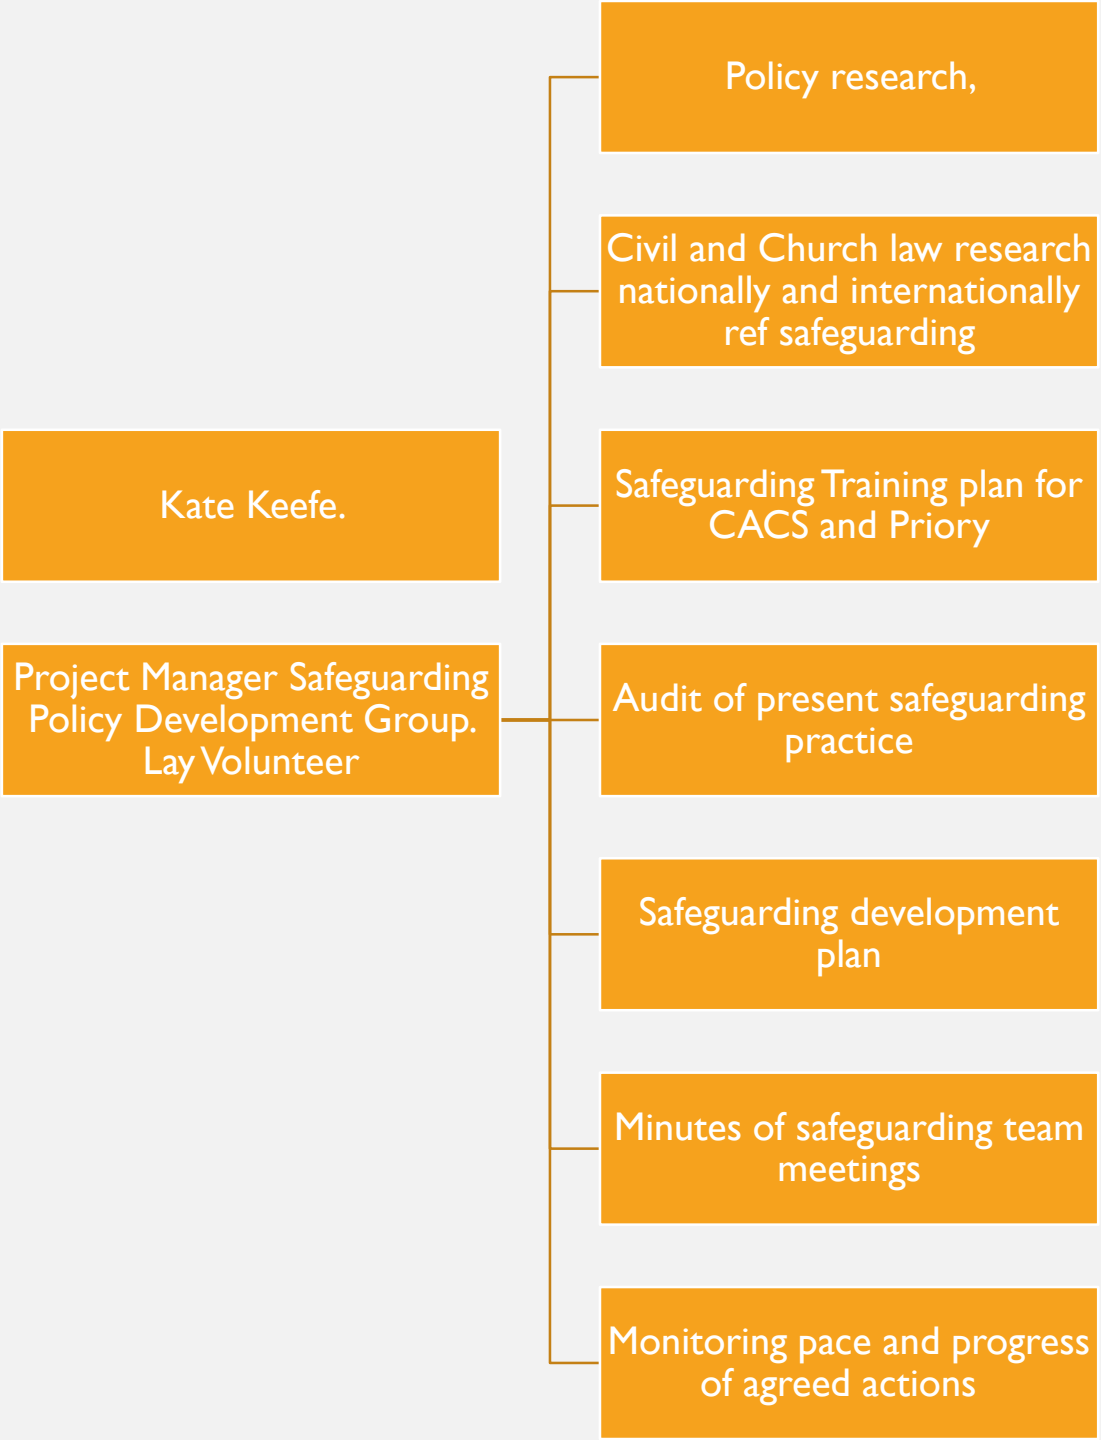 Policy research,
Civil and Church law research
nationally and internationally
ref safeguarding
Kate Keefe.
Safeguarding Training plan for
CACS and Priory
Project Manager Safeguarding
Policy Development Group.
Lay Volunteer
Audit of present safeguarding
practice
Safeguarding development
plan
Minutes of safeguarding team
meetings
Monitoring pace and progress
of agreed actions